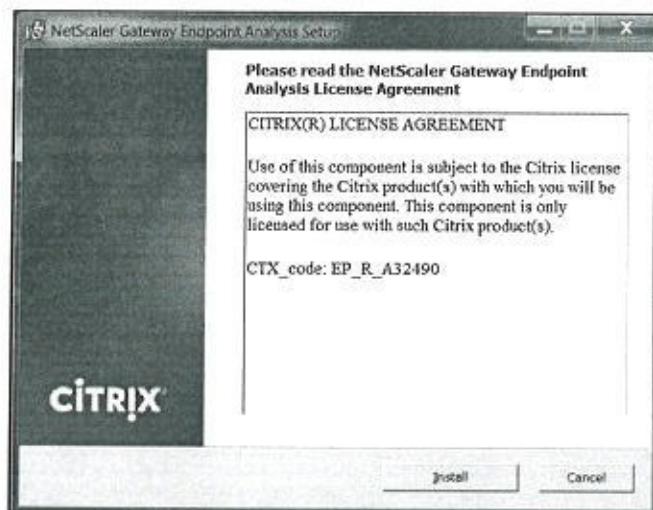 NetScaler Gateway Endpoint Analysis Setup
Please read the NetScaler Gateway Endpoint
Analysis License Agreement
CITRIX(R) LICENSE AGREEMENT
Use of this component is subject to the Citrix license
covering the Citrix product(s) with which you will be
using this component. This component is only
licensed for use with such Citrix product(s).
CTX_code: EP_R_A32490
CITRIX
Install
Cancel